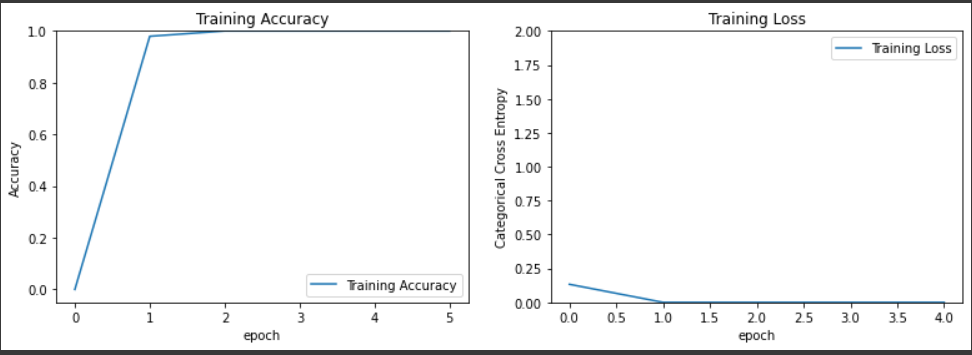 Training Accuracy
1.0
0.8
0.6
0.4
0.2
0.0
Accuracy
Training Accuracy
0 1 2 3 4 5
epoch
Training Loss
2.00
1.75
1.50
1.25
1.00
0.75
0.50
0.25
0.00
Categorical Cross Entropy
Training Loss
0.0 0.5 1.0 1.5 2.0 2.5 3.0 3.5 4.0
epoch